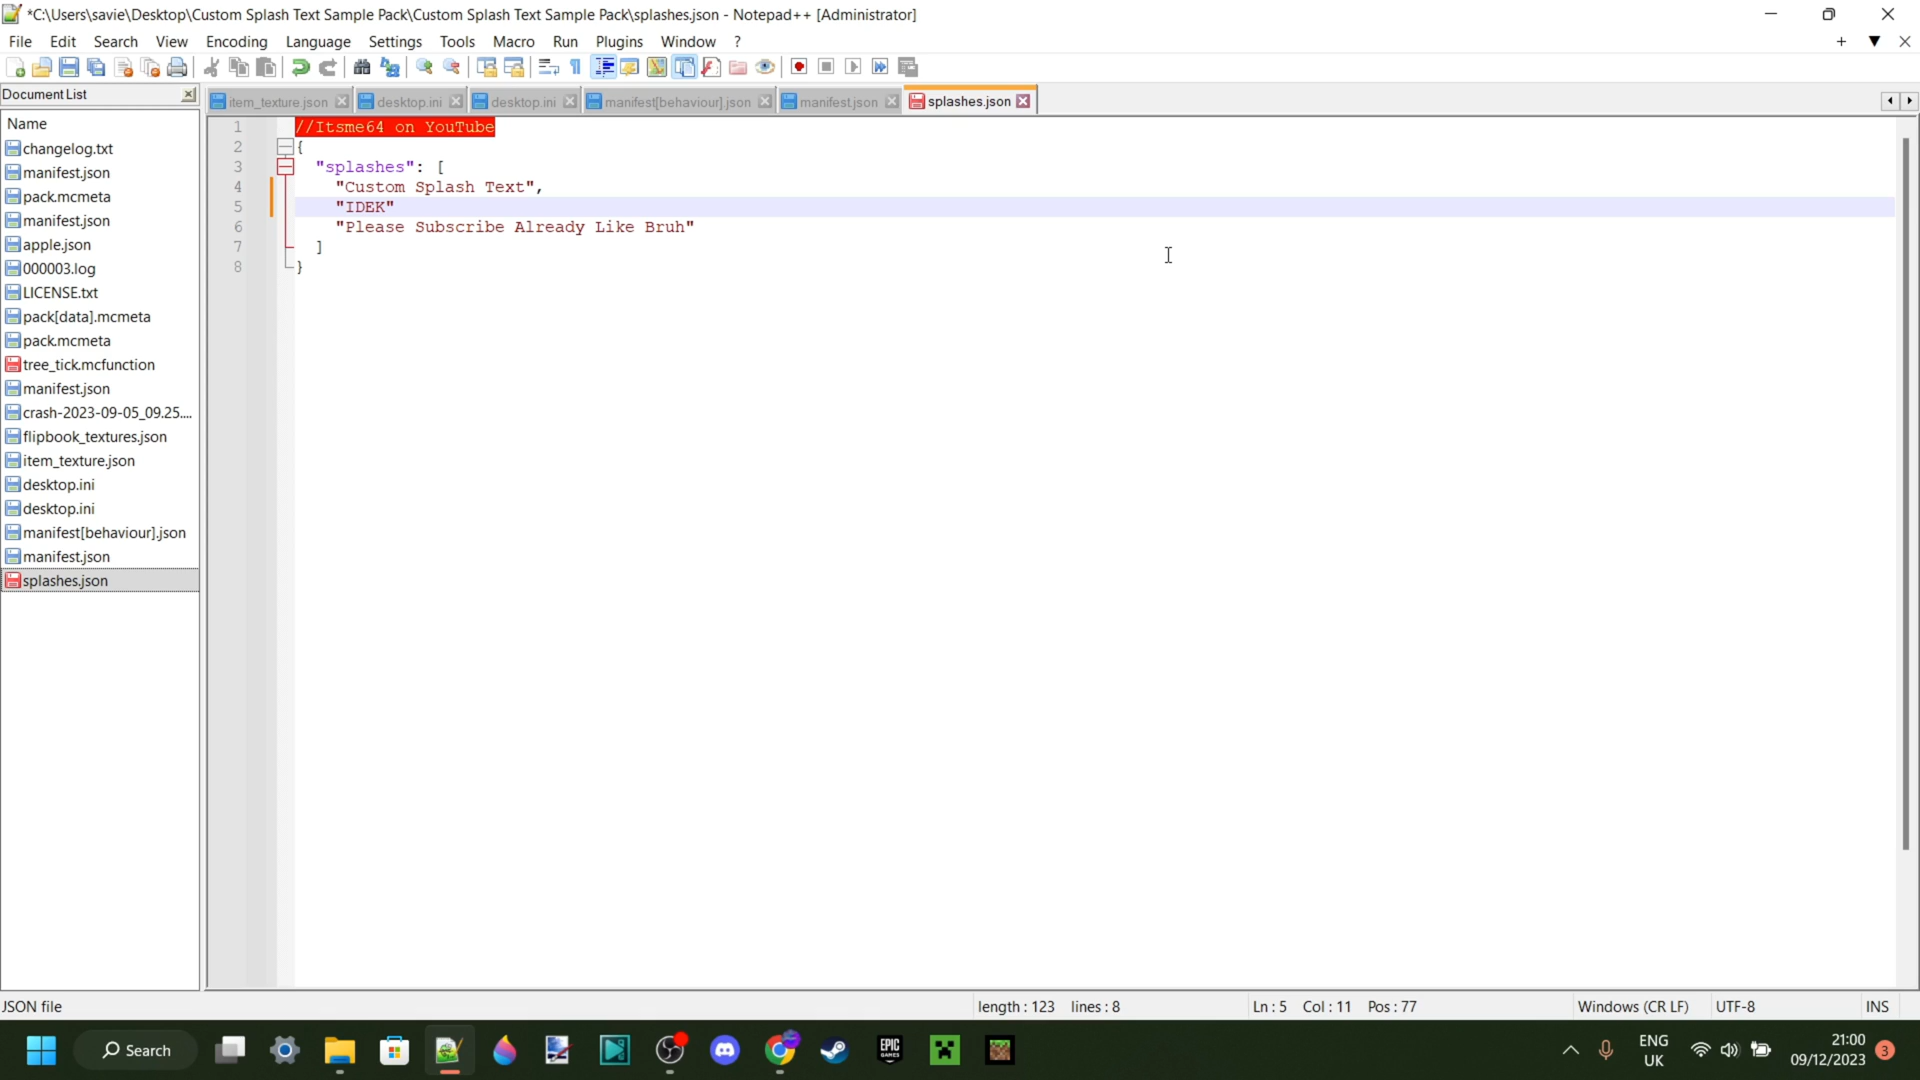 *C:\Users\savie\Desktop\Custom Splash Text Sample Pack\Custom Splash Text Sample Pack\splashes.json - Notepad++ [Administrator]
File Edit Search View Encoding Language Settings Tools Macro Run Plugins Window ?
Document List
item_texture.json desktop.ini desktop.ini manifest[behaviour].json manifest.json splashes.json
Name
changelog.txt
manifest.json
pack.mcmeta
manifest.json
apple.json
000003.log
LICENSE.txt
pack[data].mcmeta
pack.mcmeta
tree_tick.mcfunction
manifest.json
crash-2023-09-05_09.25....
flipbook_textures.json
item_texture.json
desktop.ini
desktop.ini
manifest[behaviour].json
manifest.json
splashes.json
1 //Itsme64 on YouTube
2 {
3 "splashes": [
4 "Custom Splash Text",
5 "IDEK"
6 "Please Subscribe Already Like Bruh"
7 ]
8 }
JSON file length : 123 lines : 8 Ln : 5 Col : 11 Pos : 77 Windows (CR LF) UTF-8 INS
Search
EPIC GAMES
ENG
UK
21:00
09/12/2023
3